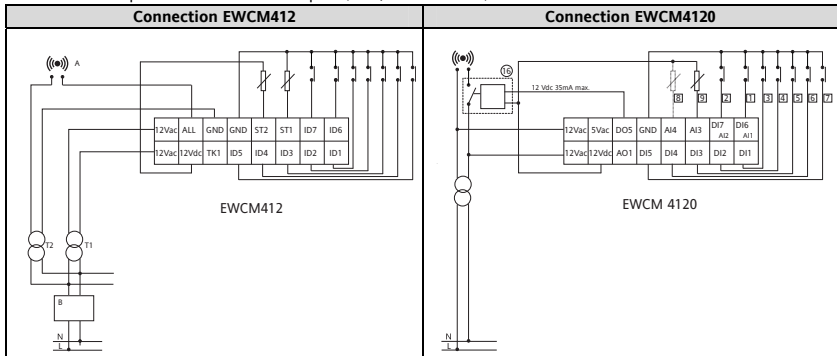 Connection EWCM412
Connection EWCM4120
A
12Vac ALL GND GND ST2 ST1 ID7 ID6
12Vac 12Vdc TK1 ID5 ID4 ID3 ID2 ID1
EWCM412
T2
T1
B
N
L
16
12 Vdc 35mA max.
8 9 2 1 3 4 5 6 7
12Vac 5Vac DO5 GND AI4 AI3 DI7 AI2 DI6 AI1
12Vac 12Vdc AO1 DI5 DI4 DI3 DI2 DI1
EWCM 4120
N
L